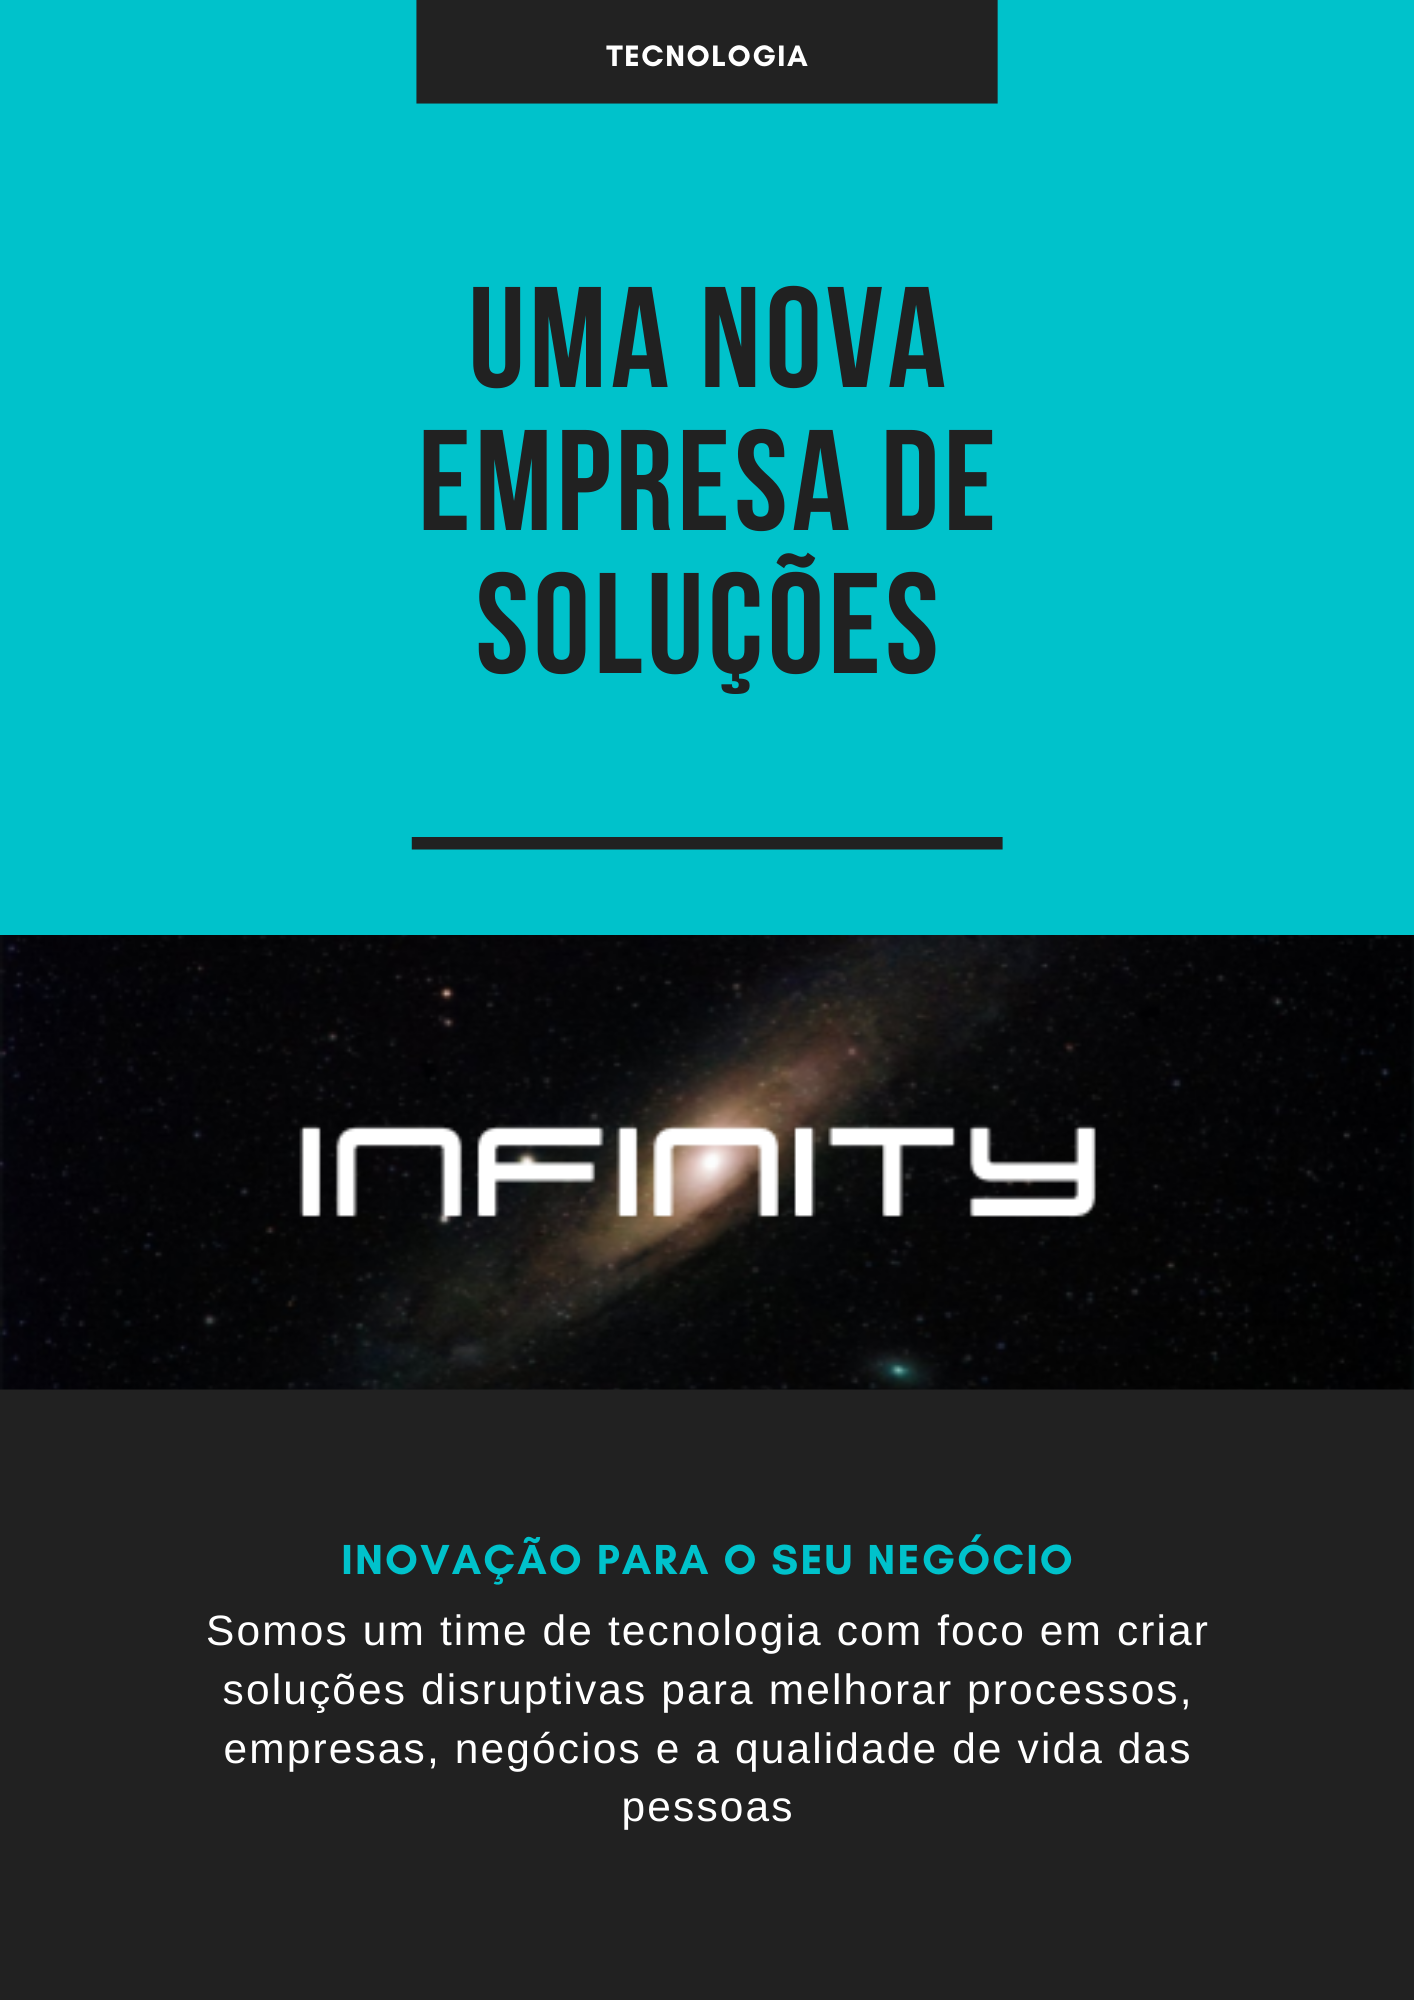 TECNOLOGIA
UMA NOVA
EMPRESA DE
SOLUÇÕES
INFINITY
INOVAÇÃO PARA O SEU NEGÓCIO
Somos um time de tecnologia com foco em criar
soluções disruptivas para melhorar processos,
empresas, negócios e a qualidade de vida das
pessoas